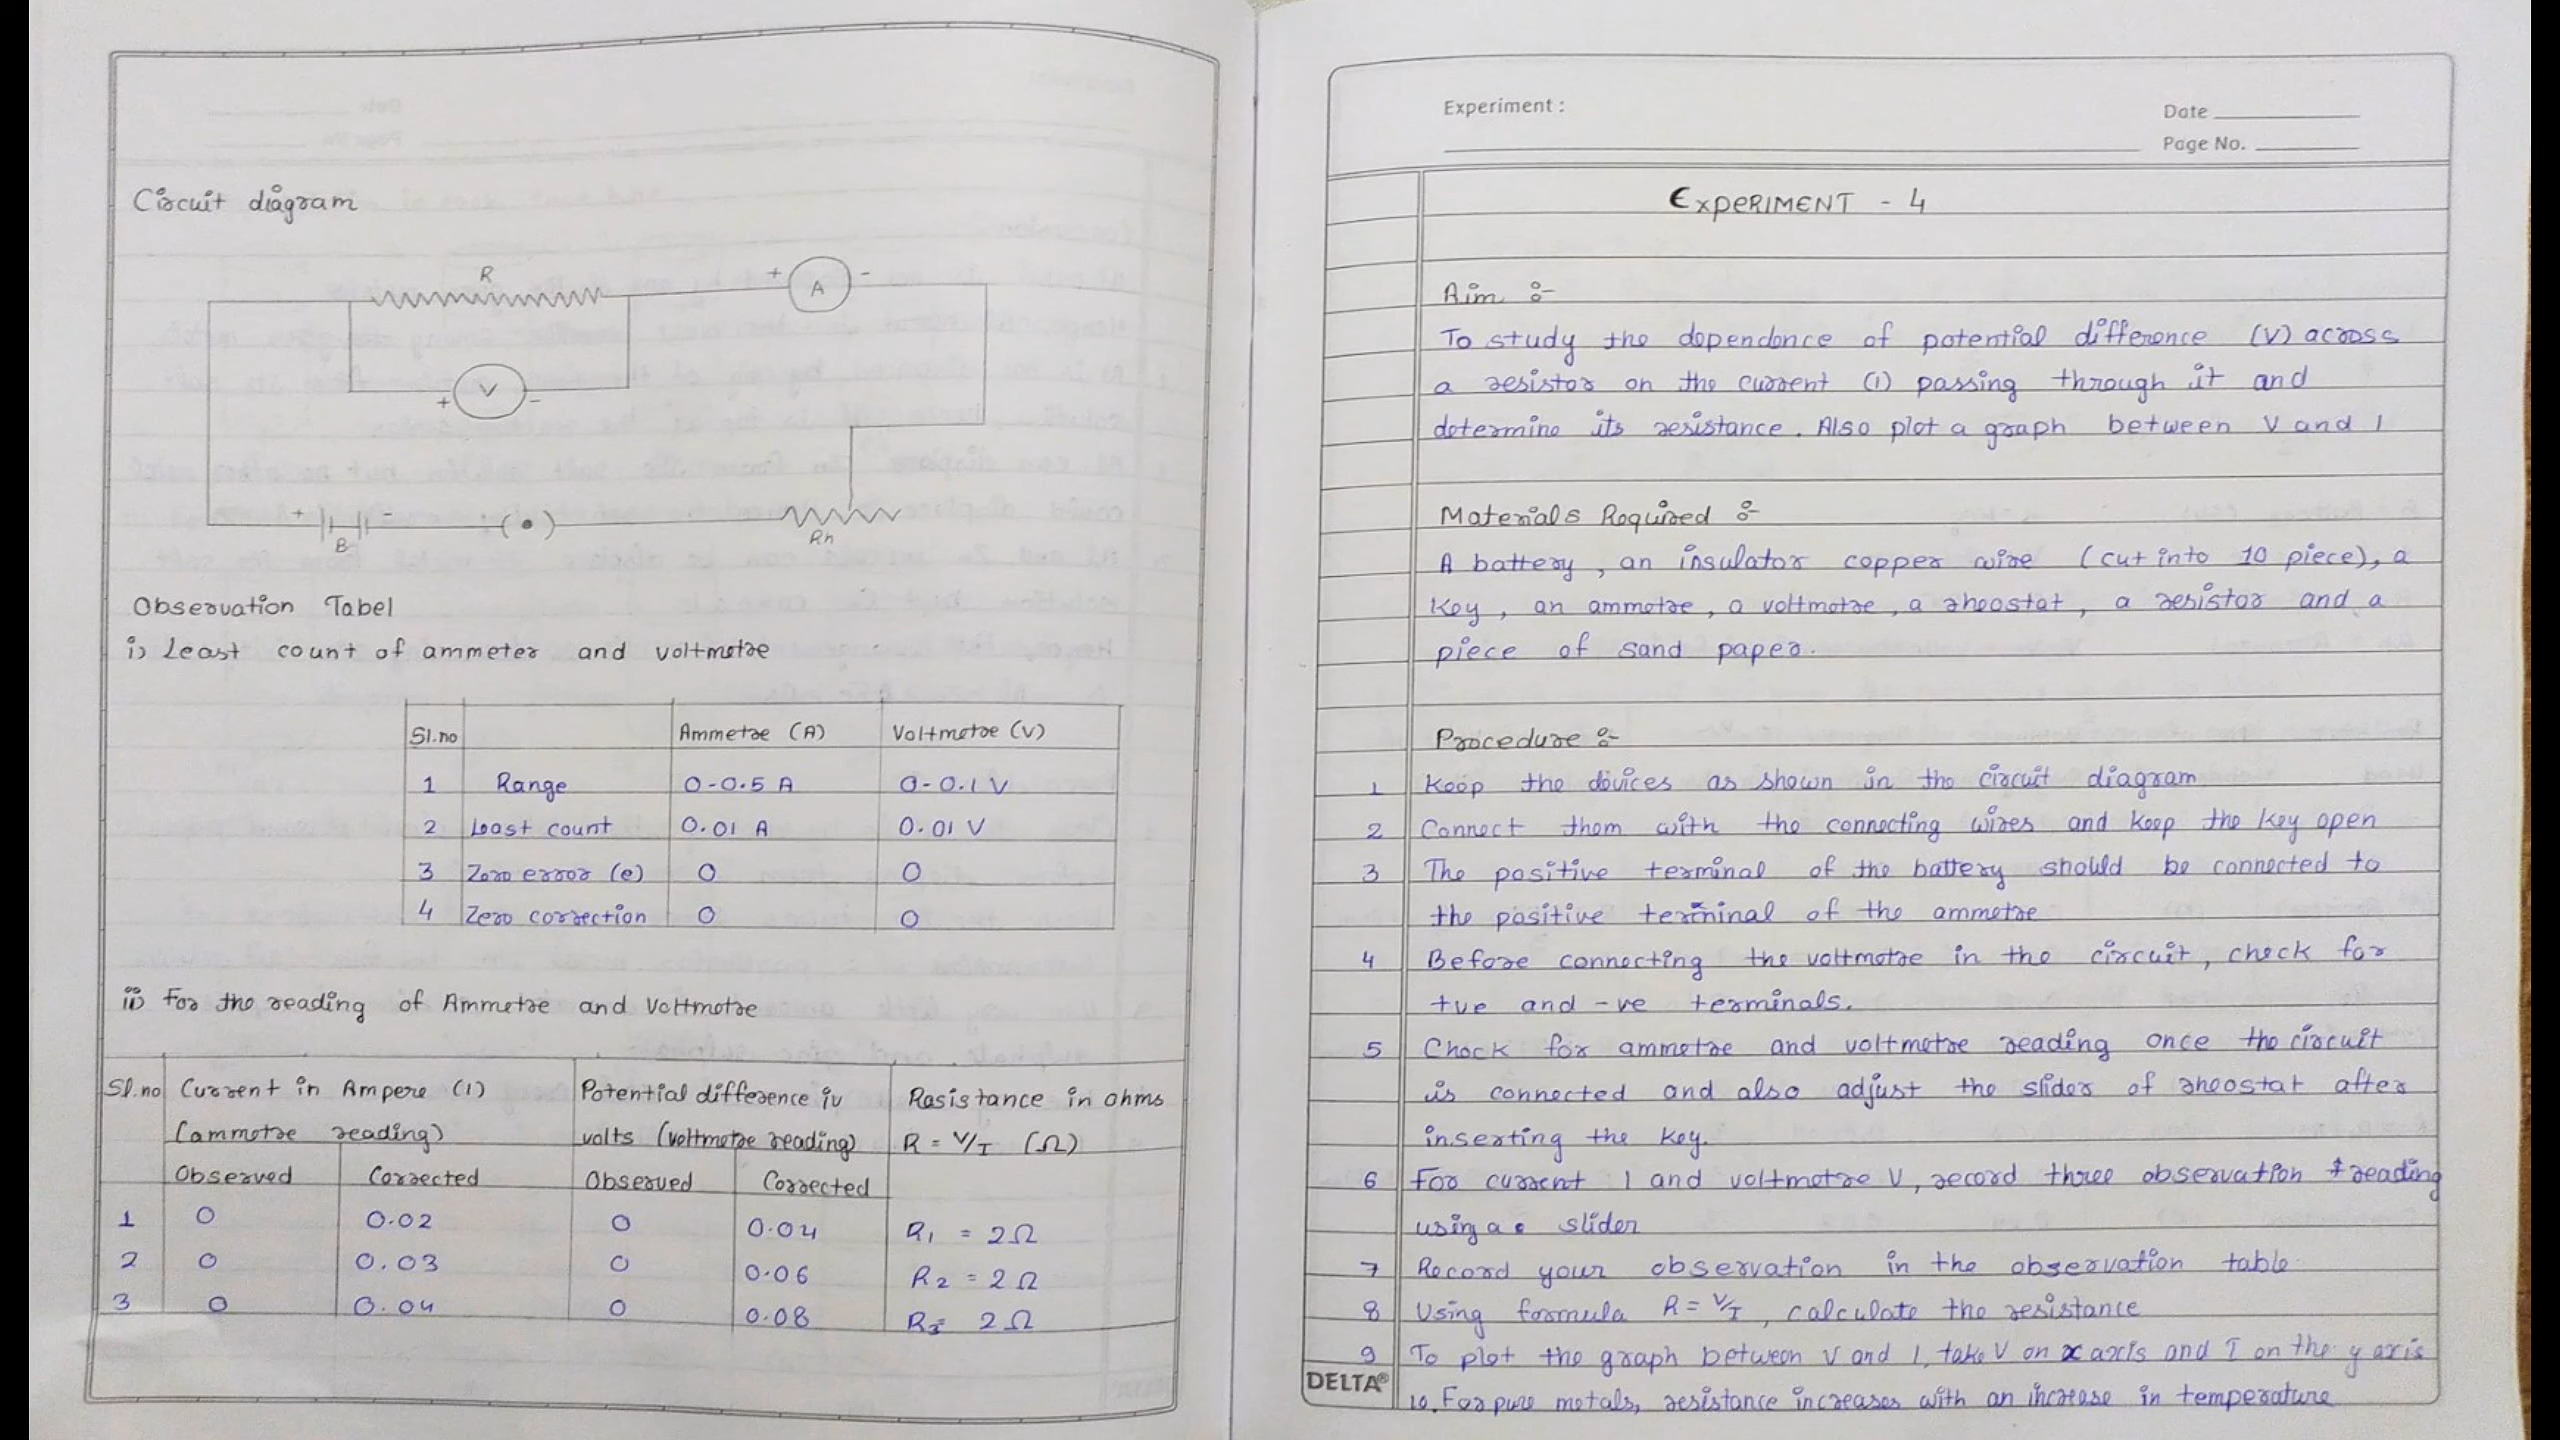 Circuit diagram
R
+ A -
+ V -
+ -
B
( • )
Rh
Observation Tabel
i) Least count of ammeter and voltmetre
Sl.no Ammetre (A) Voltmetre (V)
1 Range 0-0.5 A 0-0.1 V
2 Least count 0.01 A 0.01 V
3 Zero error (e) 0 0
4 Zero correction 0 0
ii) For the reading of Ammetre and Voltmetre
Sl.no Current in Ampere (I) Potential difference in Resistance in ohms
(ammetre reading) volts (voltmetre reading) R = V/I (Ω)
Observed Corrected Observed Corrected
1 0 0.02 0 0.04 R₁ = 2Ω
2 0 0.03 0 0.06 R₂ = 2Ω
3 0 0.04 0 0.08 R₃= 2Ω
Experiment :
Date
Page No.
ExpERIMENT - 4
Aim :-
To study the dependence of potential difference (V) across
a resistor on the current (I) passing through it and
determine its resistance. Also plot a graph between V and I
Materials Required :-
A battery, an insulator copper wire (cut into 10 piece), a
Key, an ammetre, a voltmetre, a rheostat, a resistor and a
piece of sand paper.
Procedure :-
1 Keep the devices as shown in the circuit diagram
2 Connect them with the connecting wires and keep the key open
3 The positive terminal of the battery should be connected to
the positive terminal of the ammetre
4 Before connecting the voltmetre in the circuit, check for
+ve and -ve terminals.
5 Check for ammetre and voltmetre reading once the circuit
is connected and also adjust the slider of rheostat after
inserting the key.
6 For current I and voltmetre V, record three observation reading
using a slider
7 Record your observation in the observation table
8 Using formula R = V/I, calculate the resistance
9 To plot the graph between V and I, take V on x axis and I on the y axis
10. For pure metals, resistance increases with an increase in temperature
DELTA®